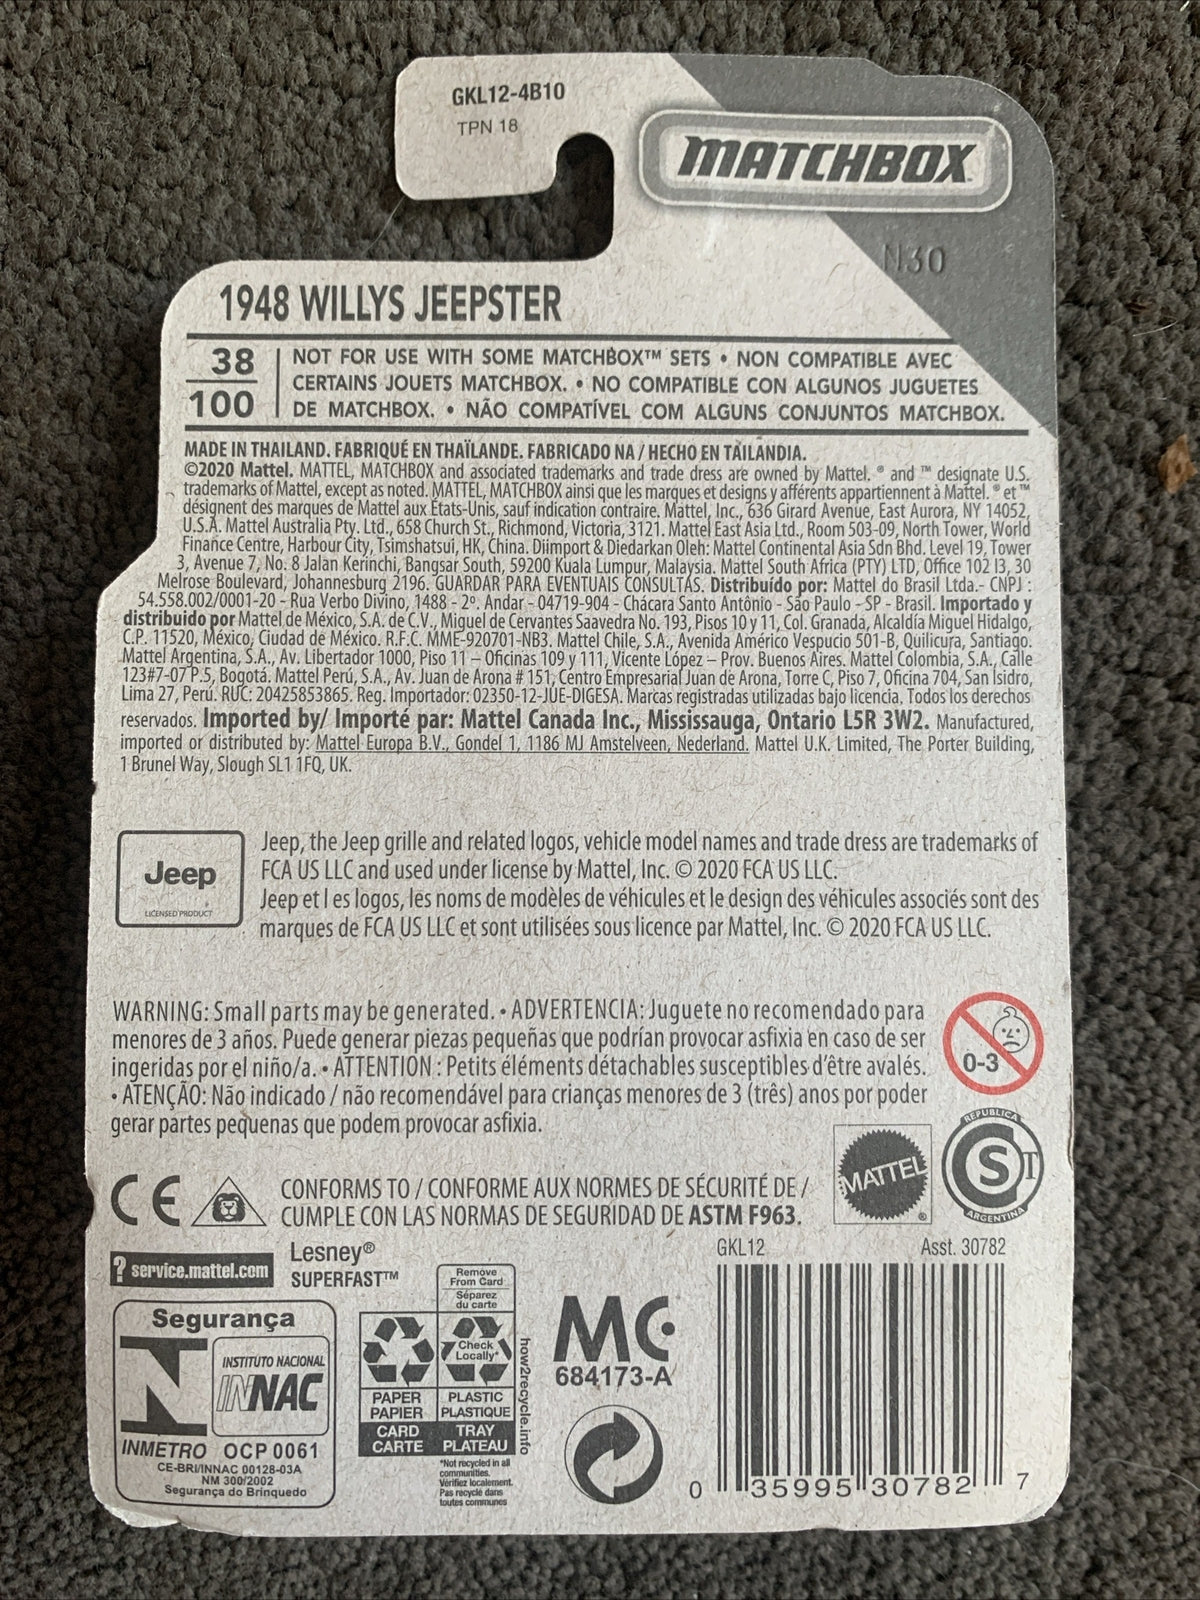 GKL12-4B10
TPN 18
MATCHBOX
N30
1948 WILLYS JEEPSTER
38
100
NOT FOR USE WITH SOME MATCHBOX™ SETS • NON COMPATIBLE AVEC
CERTAINS JOUETS MATCHBOX. • NO COMPATIBLE CON ALGUNOS JUGUETES
DE MATCHBOX. • NÃO COMPATÍVEL COM ALGUNS CONJUNTOS MATCHBOX.
MADE IN THAILAND. FABRIQUÉ EN THAÏLANDE. FABRICADO NA / HECHO EN TAILANDIA.
©2020 Mattel. MATTEL, MATCHBOX and associated trademarks and trade dress are owned by Mattel. ® and ™ designate U.S.
trademarks of Mattel, except as noted. MATTEL, MATCHBOX ainsi que les marques et designs y afférents appartiennent à Mattel. ® et ™
désignent des marques de Mattel aux États-Unis, sauf indication contraire. Mattel, Inc., 636 Girard Avenue, East Aurora, NY 14052,
U.S.A. Mattel Australia Pty. Ltd., 658 Church St., Richmond, Victoria, 3121. Mattel East Asia Ltd., Room 503-09, North Tower, World
Finance Centre, Harbour City, Tsimshatsui, HK, China. Diimport & Diedarkan Oleh: Mattel Continental Asia Sdn Bhd. Level 19, Tower
3, Avenue 7, No. 8 Jalan Kerinchi, Bangsar South, 59200 Kuala Lumpur, Malaysia. Mattel South Africa (PTY) LTD, Office 102 I3, 30
Melrose Boulevard, Johannesburg 2196. GUARDAR PARA EVENTUAIS CONSULTAS. Distribuído por: Mattel do Brasil Ltda.- CNPJ :
54.558.002/0001-20 - Rua Verbo Divino, 1488 - 2º. Andar - 04719-904 - Chácara Santo Antônio - São Paulo - SP - Brasil. Importado y
distribuido por Mattel de México, S.A. de C.V., Miguel de Cervantes Saavedra No. 193, Pisos 10 y 11, Col. Granada, Alcaldía Miguel Hidalgo,
C.P. 11520, México, Ciudad de México. R.F.C. MME-920701-NB3. Mattel Chile, S.A., Avenida Américo Vespucio 501-B, Quilicura, Santiago.
Mattel Argentina, S.A., Av. Libertador 1000, Piso 11 – Oficinas 109 y 111, Vicente López – Prov. Buenos Aires. Mattel Colombia, S.A., Calle
123#7-07 P.5, Bogotá. Mattel Perú, S.A., Av. Juan de Arona # 151, Centro Empresarial Juan de Arona, Torre C, Piso 7, Oficina 704, San Isidro,
Lima 27, Perú. RUC: 20425853865. Reg. Importador: 02350-12-JUE-DIGESA. Marcas registradas utilizadas bajo licencia. Todos los derechos
reservados. Imported by/ Importé par: Mattel Canada Inc., Mississauga, Ontario L5R 3W2. Manufactured,
imported or distributed by: Mattel Europa B.V., Gondel 1, 1186 MJ Amstelveen, Nederland. Mattel U.K. Limited, The Porter Building,
1 Brunel Way, Slough SL1 1FQ, UK.
Jeep
LICENSED PRODUCT
Jeep, the Jeep grille and related logos, vehicle model names and trade dress are trademarks of
FCA US LLC and used under license by Mattel, Inc. © 2020 FCA US LLC.
Jeep et l es logos, les noms de modèles de véhicules et le design des véhicules associés sont des
marques de FCA US LLC et sont utilisées sous licence par Mattel, Inc. © 2020 FCA US LLC.
WARNING: Small parts may be generated. • ADVERTENCIA: Juguete no recomendado para
menores de 3 años. Puede generar piezas pequeñas que podrían provocar asfixia en caso de ser
ingeridas por el niño/a. • ATTENTION : Petits éléments détachables susceptibles d'être avalés.
• ATENÇÃO: Não indicado / não recomendável para crianças menores de 3 (três) anos por poder
gerar partes pequenas que podem provocar asfixia.
0-3
MATTEL®
REPUBLICA
S T
ARGENTINA
CE
CONFORMS TO / CONFORME AUX NORMES DE SÉCURITÉ DE /
CUMPLE CON LAS NORMAS DE SEGURIDAD DE ASTM F963.
? service.mattel.com
Lesney®
SUPERFAST™
GKL12
Asst. 30782
Segurança
INSTITUTO NACIONAL
INNAC
INMETRO OCP 0061
CE-BRI/INNAC 00128-03A
NM 300/2002
Segurança do Brinquedo
Remove
From Card
Séparez
du carte
Check
Locally*
PAPER
PAPIER
CARD
CARTE
PLASTIC
PLASTIQUE
TRAY
PLATEAU
*Not recycled in all
communities.
Vérifiez localement.
Pas recyclé dans
toutes communes
how2recycle.info
MC
684173-A
0 35995 30782 7